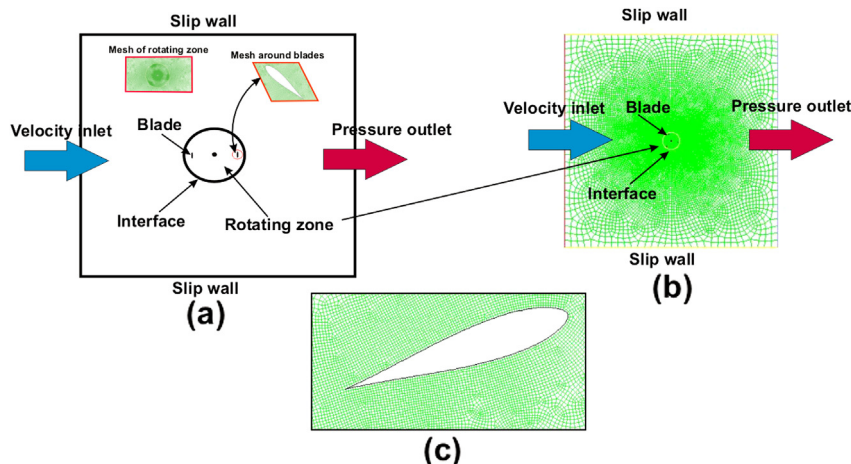 Slip wall
Mesh of rotating zone
Mesh around blades
Velocity inlet
Blade
Pressure outlet
Interface
Rotating zone
Slip wall
(a)
Slip wall
Velocity inlet
Blade
Pressure outlet
Interface
Slip wall
(b)
(c)